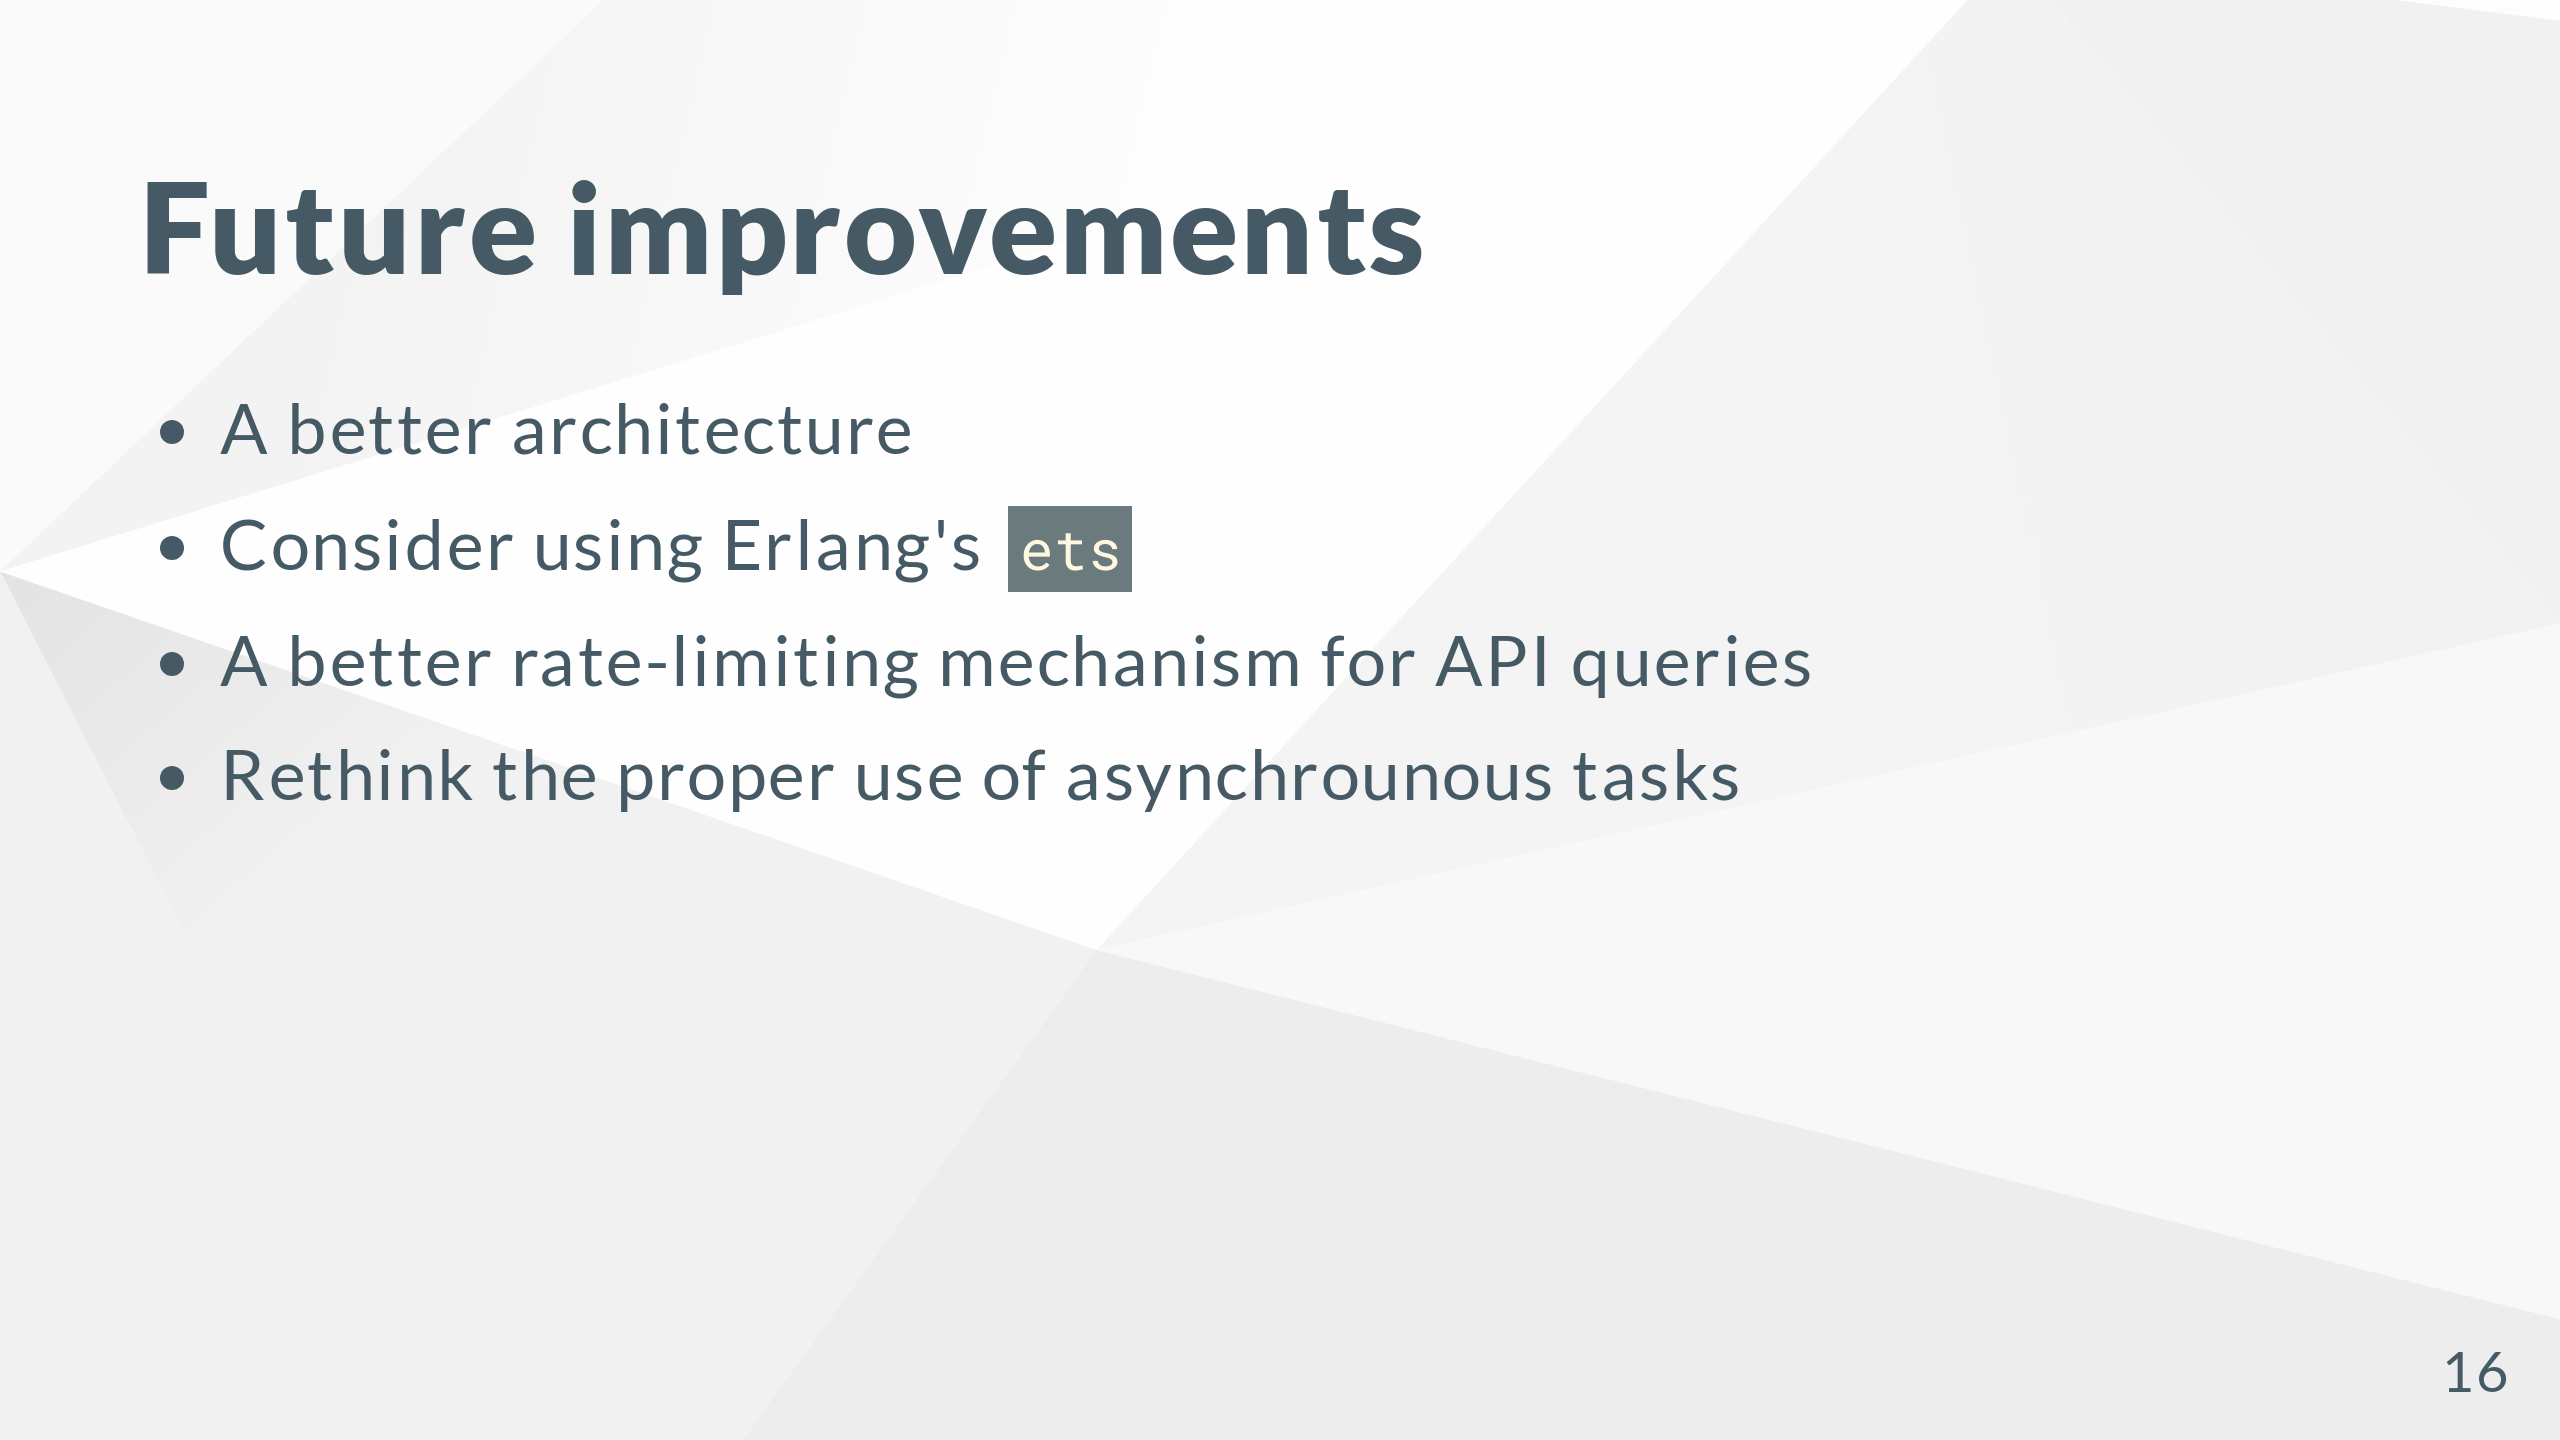 Future improvements
• A better architecture
• Consider using Erlang's ets
• A better rate-limiting mechanism for API queries
• Rethink the proper use of asynchrounous tasks
16